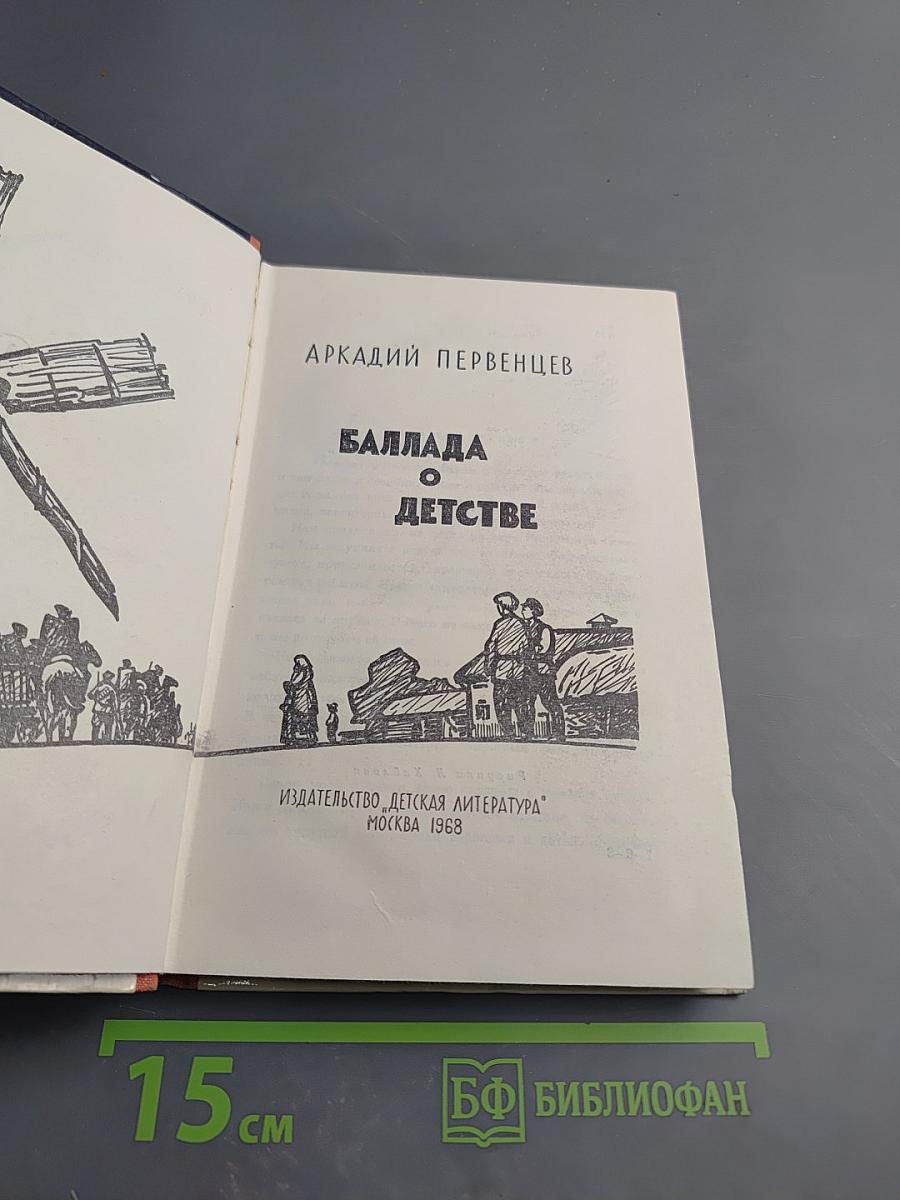 АРКАДИЙ ПЕРВЕНЦЕВ
БАЛЛАДА
О
ДЕТСТВЕ
ИЗДАТЕЛЬСТВО „ДЕТСКАЯ ЛИТЕРАТУРА"
МОСКВА 1968
15 см
БФ БИБЛИОФАН